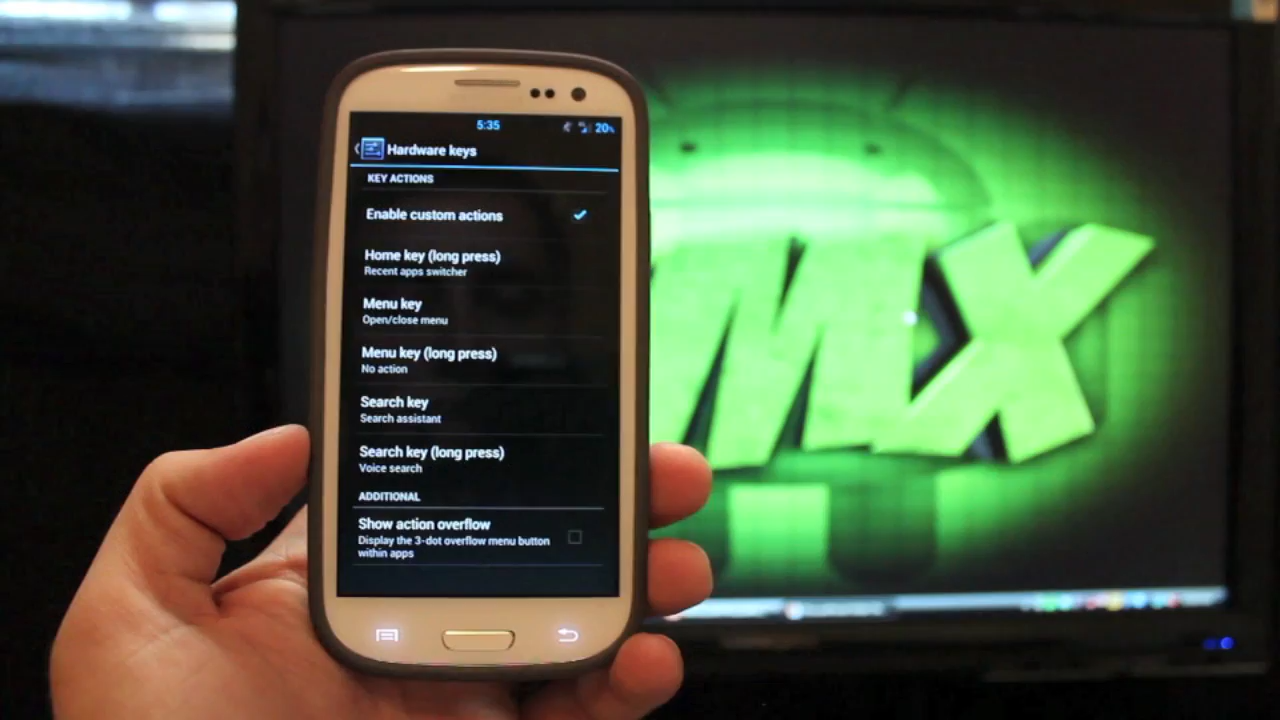 5:35 20%
Hardware keys
KEY ACTIONS
Enable custom actions
Home key (long press)
Recent apps switcher
Menu key
Open/close menu
Menu key (long press)
No action
Search key
Search assistant
Search key (long press)
Voice search
ADDITIONAL
Show action overflow
Display the 3-dot overflow menu button
within apps
MX